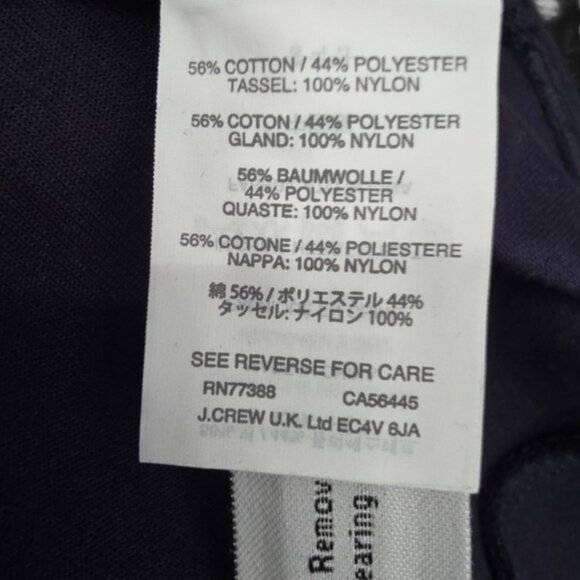 56% COTTON / 44% POLYESTER
TASSEL: 100% NYLON
56% COTON / 44% POLYESTER
GLAND: 100% NYLON
56% BAUMWOLLE /
44% POLYESTER
QUASTE: 100% NYLON
56% COTONE / 44% POLIESTERE
NAPPA: 100% NYLON
綿 56% / ポリエステル 44%
タッセル: ナイロン 100%
SEE REVERSE FOR CARE
RN77388 CA56445
J.CREW U.K. Ltd EC4V 6JA
Remov
earing